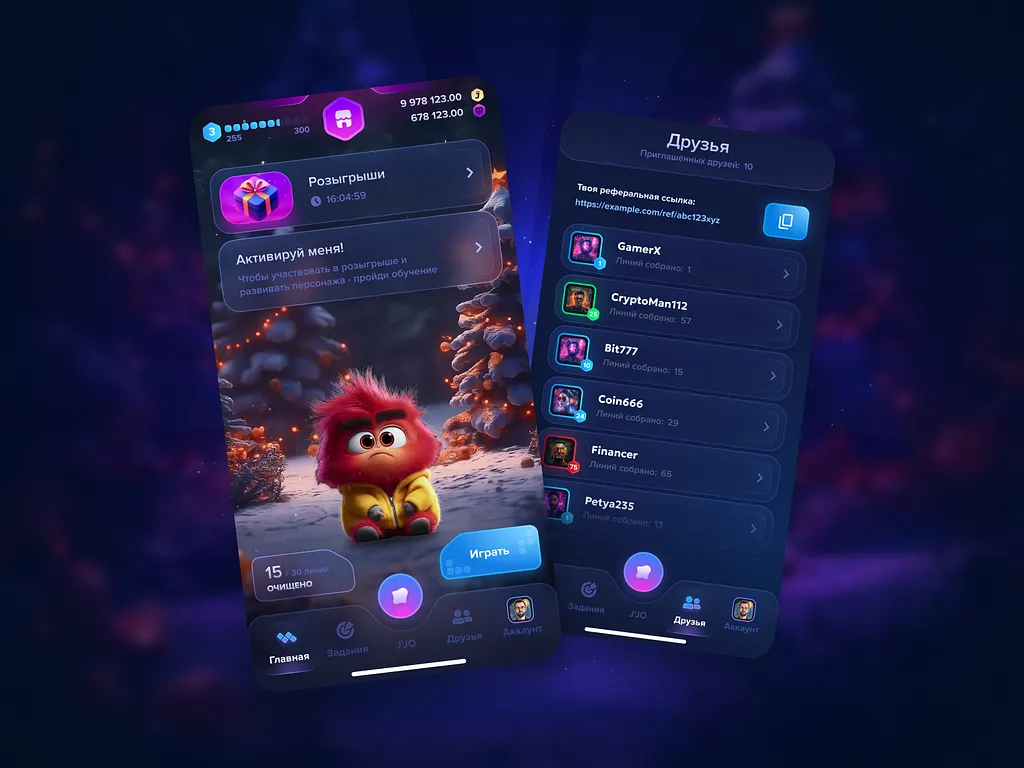 3
255
300
9 978 123.00
678 123.00
Розыгрыши
16:04:59
Активируй меня!
Чтобы участвовать в розыгрыше и
развивать персонажа - пройди обучение
15 / 30 линий
ОЧИЩЕНО
Играть
Главная
Задания
J'JO
Друзья
Аккаунт
Друзья
Приглашенных друзей: 10
Твоя реферальная ссылка:
https://example.com/ref/abc123xyz
GamerX
Линий собрано: 1
1
CryptoMan112
Линий собрано: 57
25
Bit777
Линий собрано: 15
10
Coin666
Линий собрано: 29
24
Financer
Линий собрано: 65
75
Petya235
Линий собрано: 13
1
Задания
J'JO
Друзья
Аккаунт